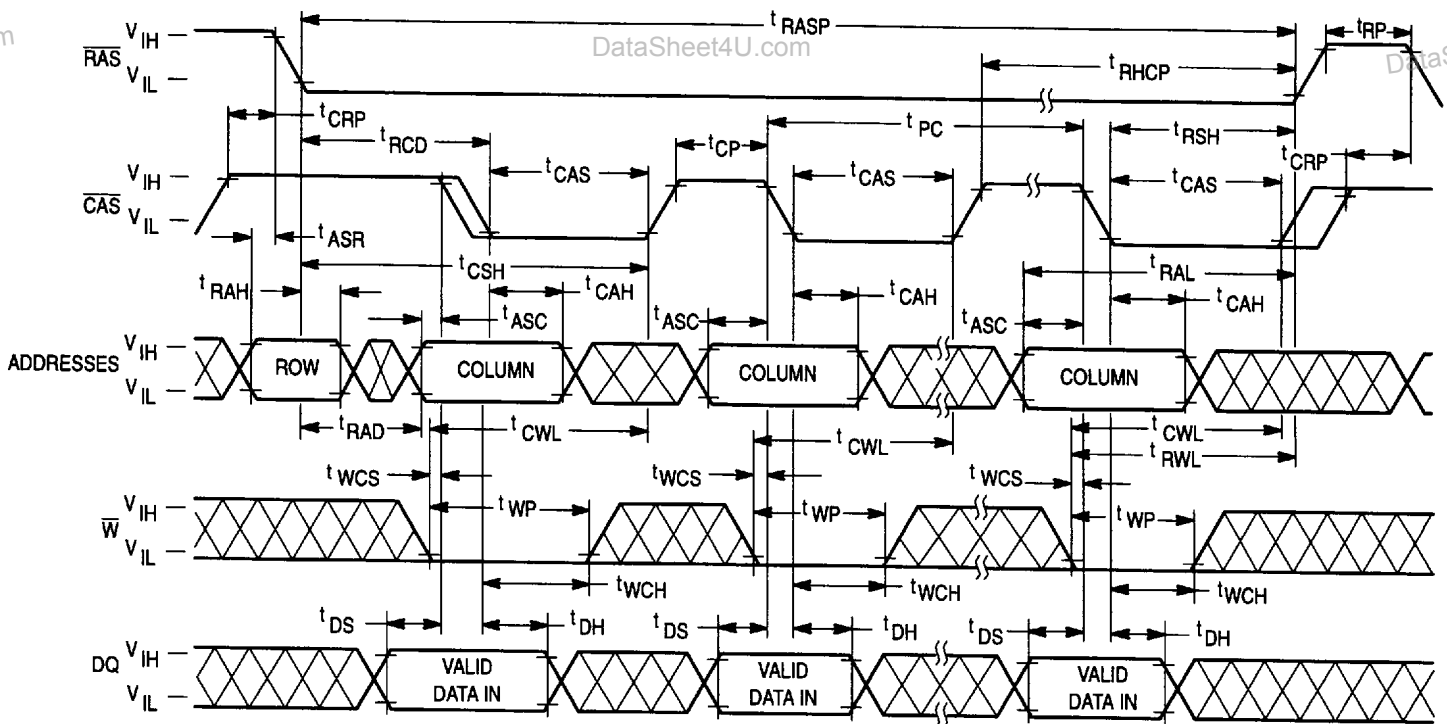 t RASP
t RP
m
V IH
RAS
V IL
DataSheet4U.com
DataS
t RHCP
t CRP
t RCD
t CP
t PC
t RSH
t CRP
t CAS
t CAS
t CAS
V IH
CAS
V IL
t ASR
t CSH
t RAL
t RAH
t CAH
t CAH
t CAH
t ASC
t ASC
t ASC
ADDRESSES
V IH
V IL
ROW
COLUMN
COLUMN
COLUMN
t RAD
t CWL
t CWL
t CWL
t RWL
t WCS
t WCS
t WCS
W
V IH
V IL
t WP
t WP
t WP
t WCH
t WCH
t WCH
t DS
t DH
t DS
t DH
t DS
t DH
DQ
V IH
V IL
VALID
DATA IN
VALID
DATA IN
VALID
DATA IN